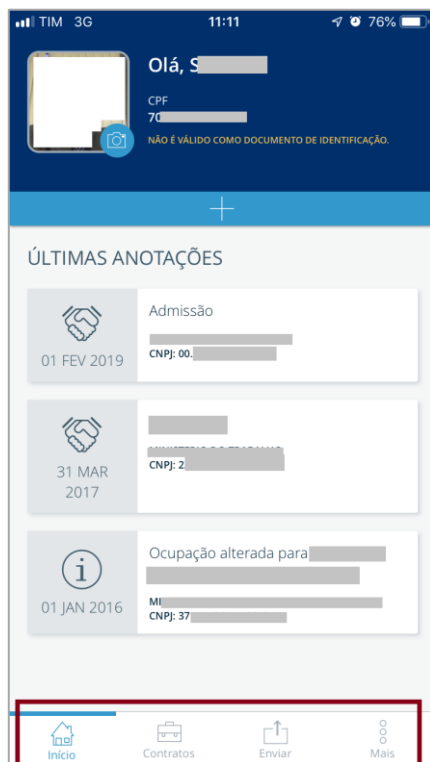 TIM 3G 11:11 76%
Olá, S
CPF
70
NÃO É VÁLIDO COMO DOCUMENTO DE IDENTIFICAÇÃO.
ÚLTIMAS ANOTAÇÕES
Admissão
CNPJ: 00.
01 FEV 2019
CNPJ: 2
31 MAR
2017
Ocupação alterada para
MI
CNPJ: 37
01 JAN 2016
Início Contratos Enviar Mais